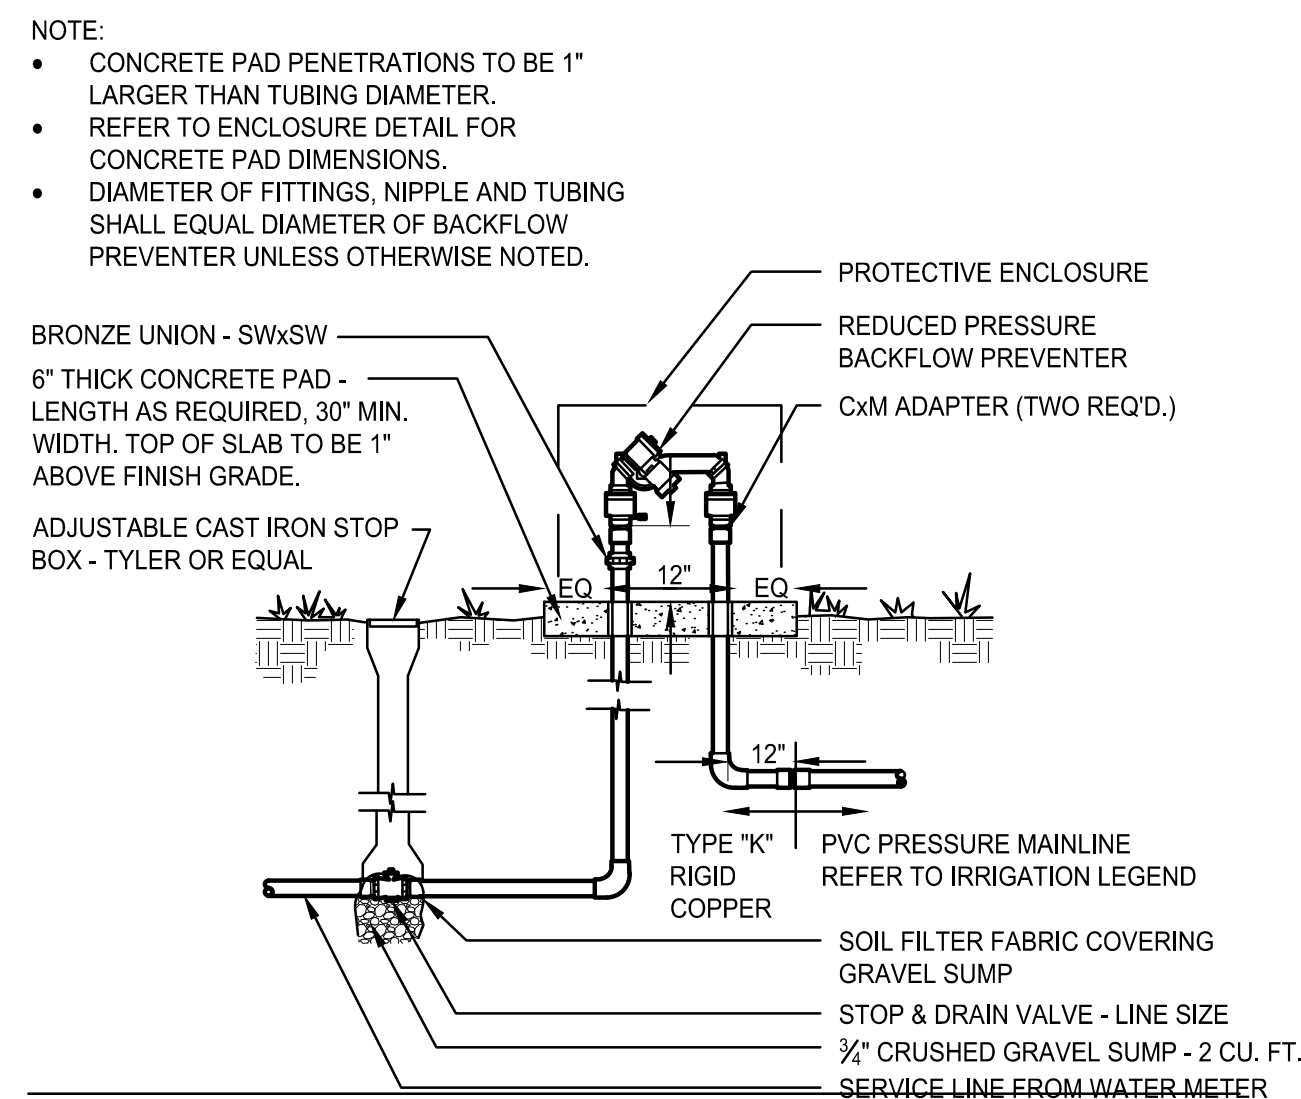 NOTE:
• CONCRETE PAD PENETRATIONS TO BE 1"
LARGER THAN TUBING DIAMETER.
• REFER TO ENCLOSURE DETAIL FOR
CONCRETE PAD DIMENSIONS.
• DIAMETER OF FITTINGS, NIPPLE AND TUBING
SHALL EQUAL DIAMETER OF BACKFLOW
PREVENTER UNLESS OTHERWISE NOTED.
PROTECTIVE ENCLOSURE
REDUCED PRESSURE
BACKFLOW PREVENTER
CxM ADAPTER (TWO REQ'D.)
BRONZE UNION - SWxSW
6" THICK CONCRETE PAD -
LENGTH AS REQUIRED, 30" MIN.
WIDTH. TOP OF SLAB TO BE 1"
ABOVE FINISH GRADE.
ADJUSTABLE CAST IRON STOP
BOX - TYLER OR EQUAL
EQ
12"
EQ
12"
TYPE "K"
RIGID
COPPER
PVC PRESSURE MAINLINE
REFER TO IRRIGATION LEGEND
SOIL FILTER FABRIC COVERING
GRAVEL SUMP
STOP & DRAIN VALVE - LINE SIZE
¾" CRUSHED GRAVEL SUMP - 2 CU. FT.
SERVICE LINE FROM WATER METER